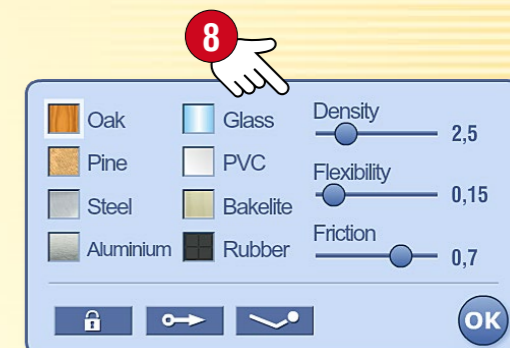 8
Oak
Pine
Steel
Aluminium
Glass
PVC
Bakelite
Rubber
Density
2,5
Flexibility
0,15
Friction
0,7
OK